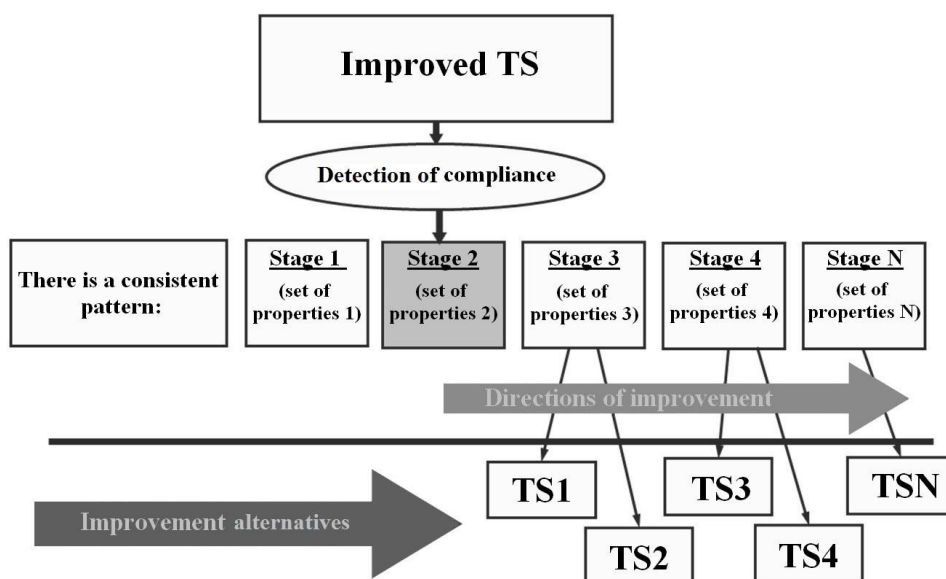 Improved TS
Detection of compliance
There is a consistent
pattern:
Stage 1
(set of
properties 1)
Stage 2
(set of
properties 2)
Stage 3
(set of
properties 3)
Stage 4
(set of
properties 4)
Stage N
(set of
properties N)
Directions of improvement
Improvement alternatives
TS1
TS2
TS3
TS4
TSN